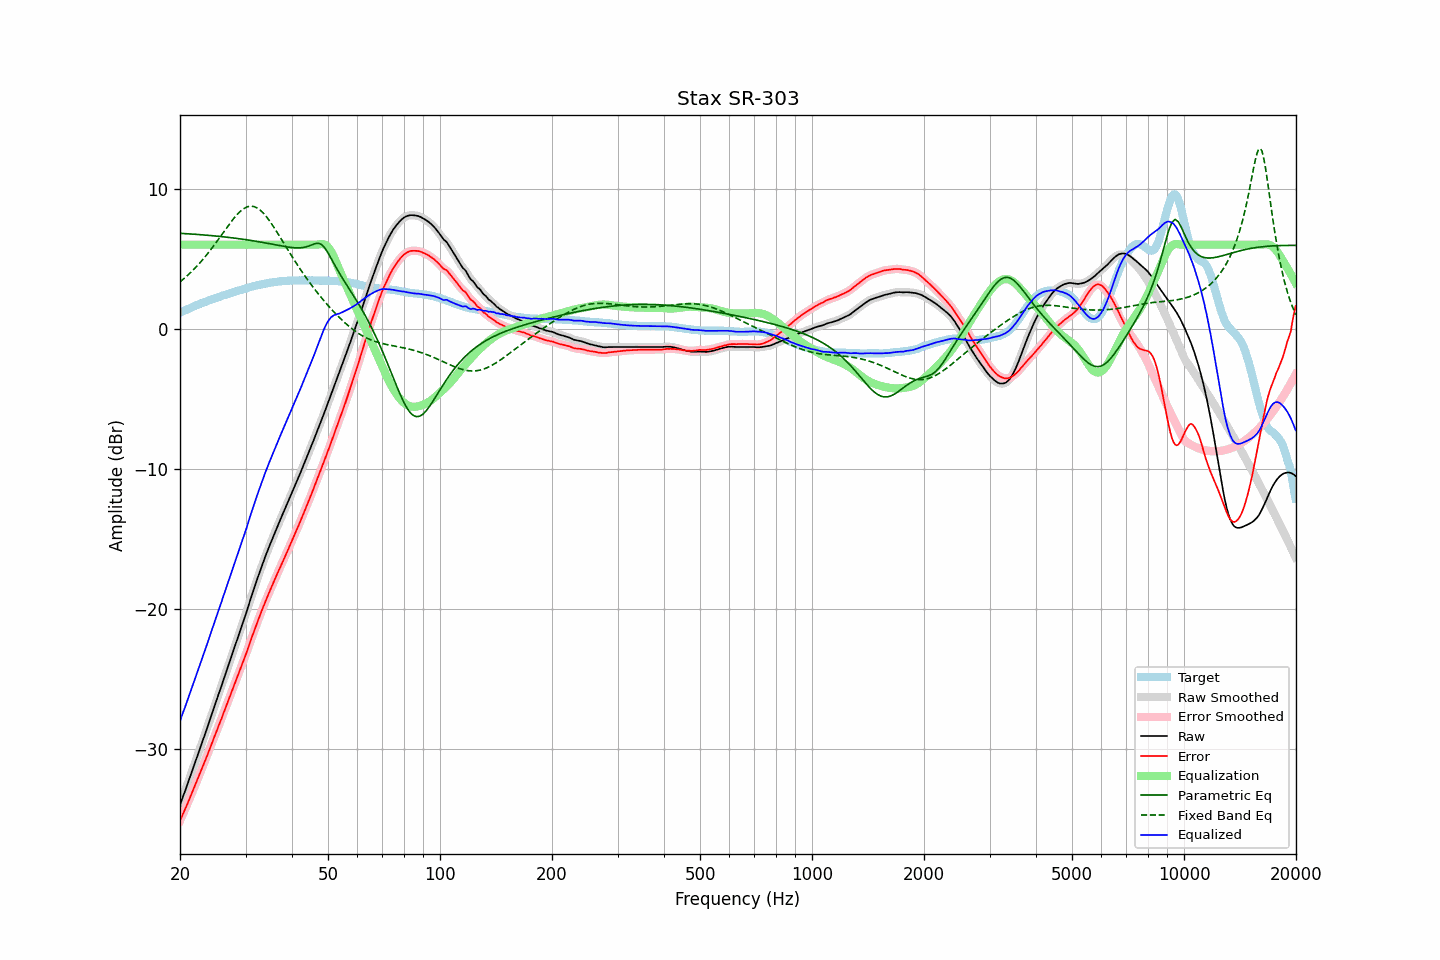 Stax SR-303
Amplitude (dBr)
10
0
−10
−20
−30
20
50
100
200
500
1000
2000
5000
10000
20000
Frequency (Hz)
Target
Raw Smoothed
Error Smoothed
Raw
Error
Equalization
Parametric Eq
Fixed Band Eq
Equalized